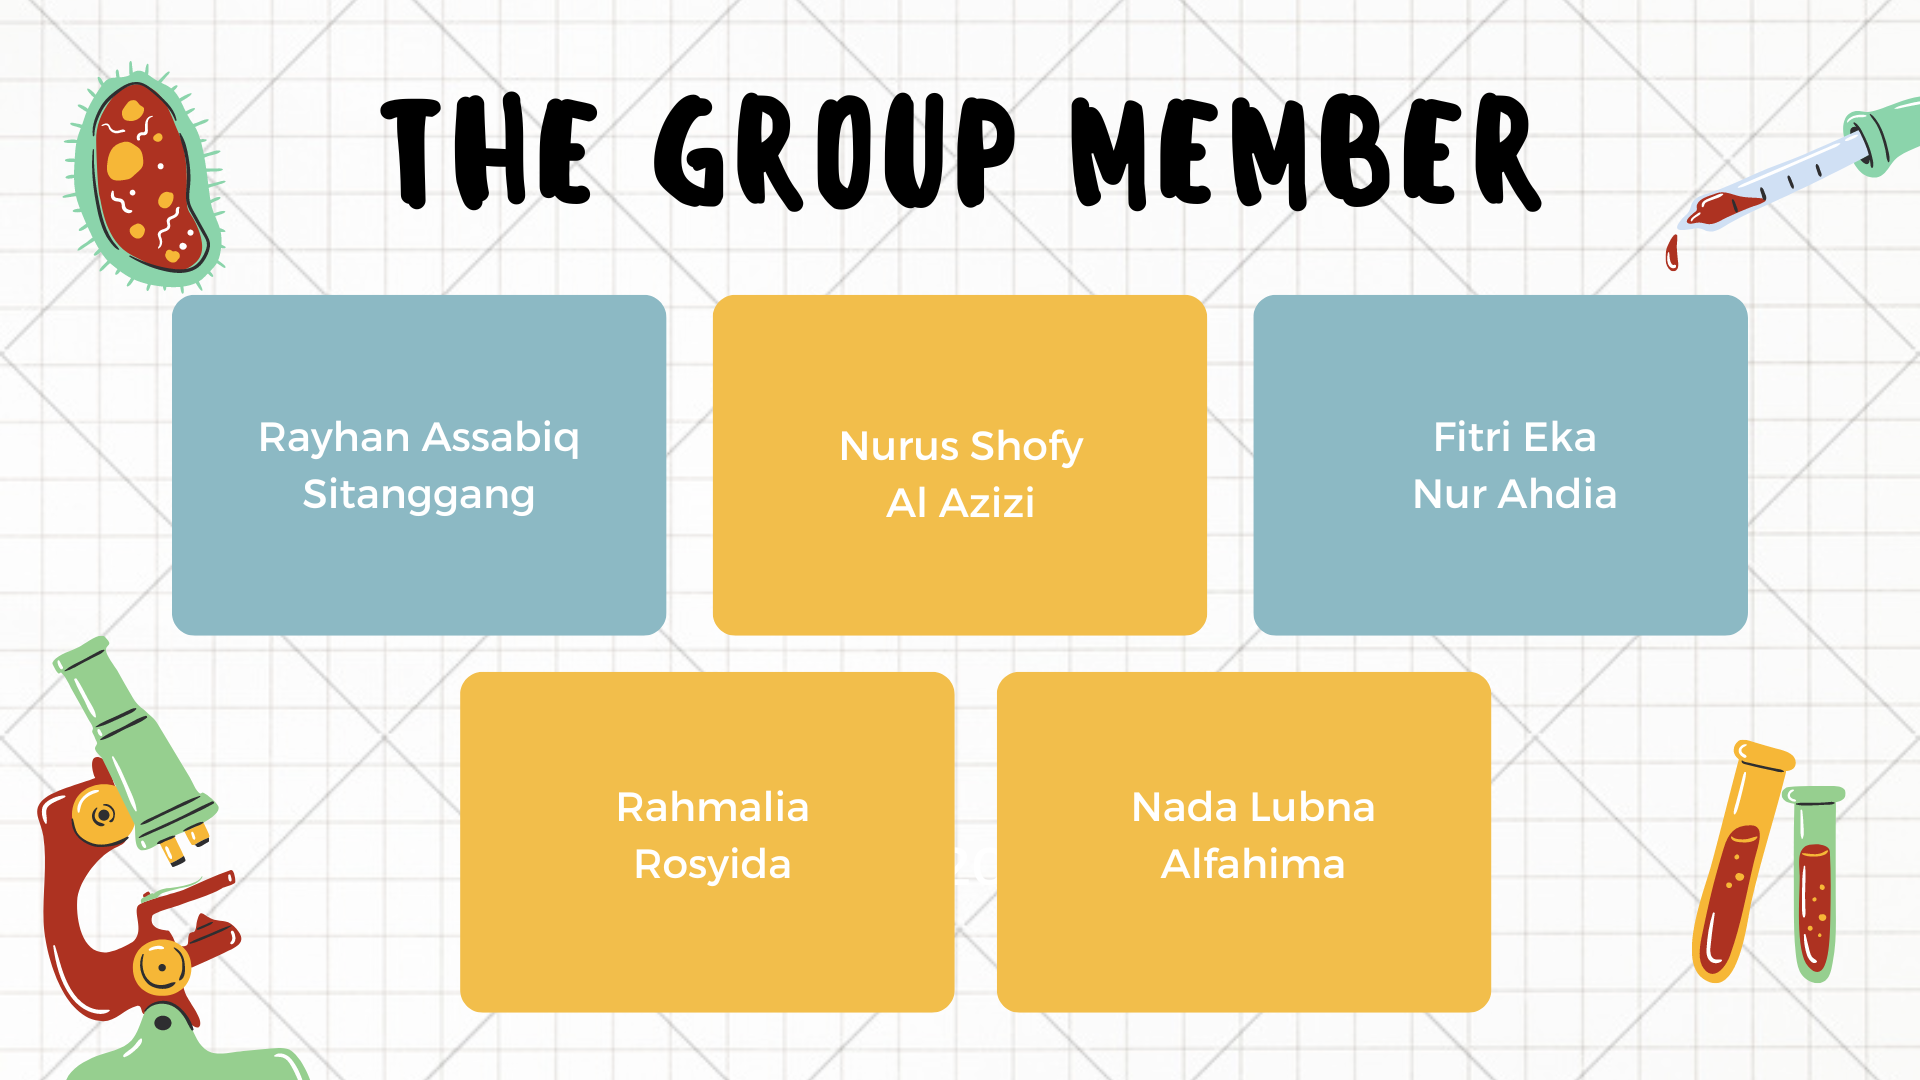 THE GROUP MEMBER
Rayhan Assabiq
Sitanggang
Nurus Shofy
Al Azizi
Fitri Eka
Nur Ahdia
Rahmalia
Rosyida
Nada Lubna
Alfahima